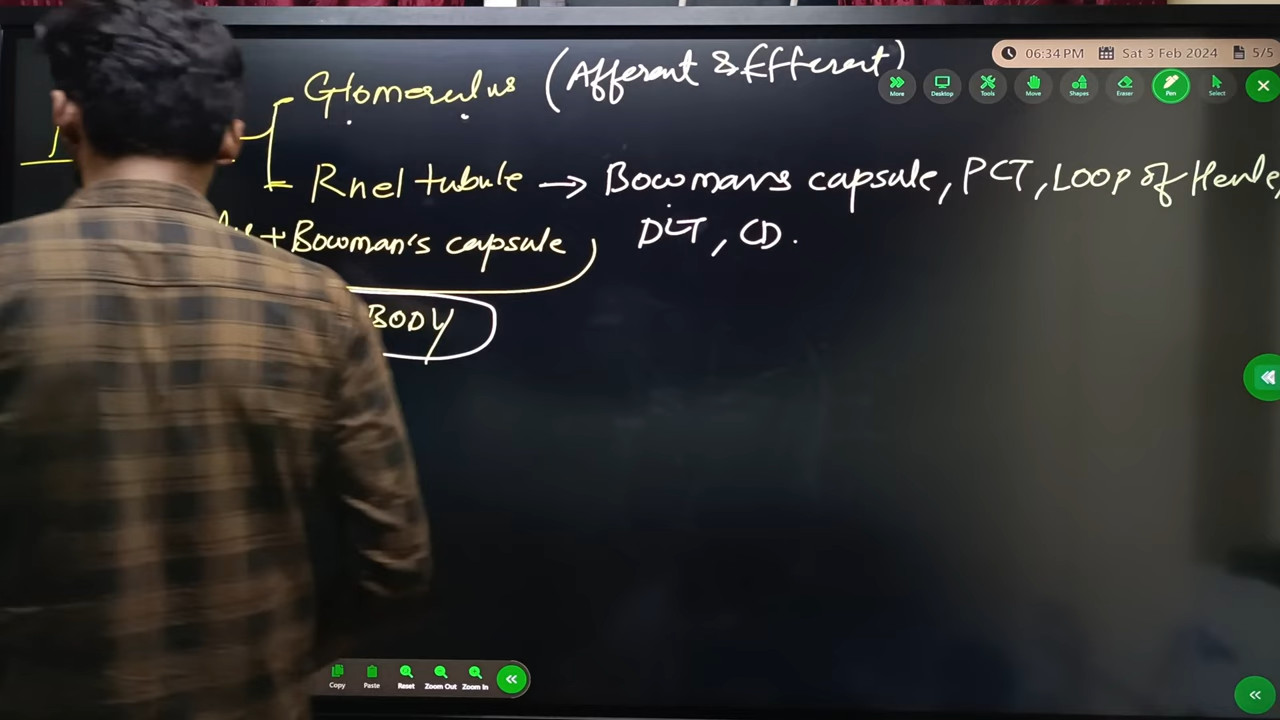 06:34 PM Sat 3 Feb 2024 5/5
Glomerulus (Afferent & Efferent)
More Desktop Tools Move Shapes Eraser Pen Select
Rnel tubule → Bowmans capsule, PCT, Loop of Henle,
+ Bowman's capsule
DCT, CD.
BODY
Copy Paste Reset Zoom Out Zoom In